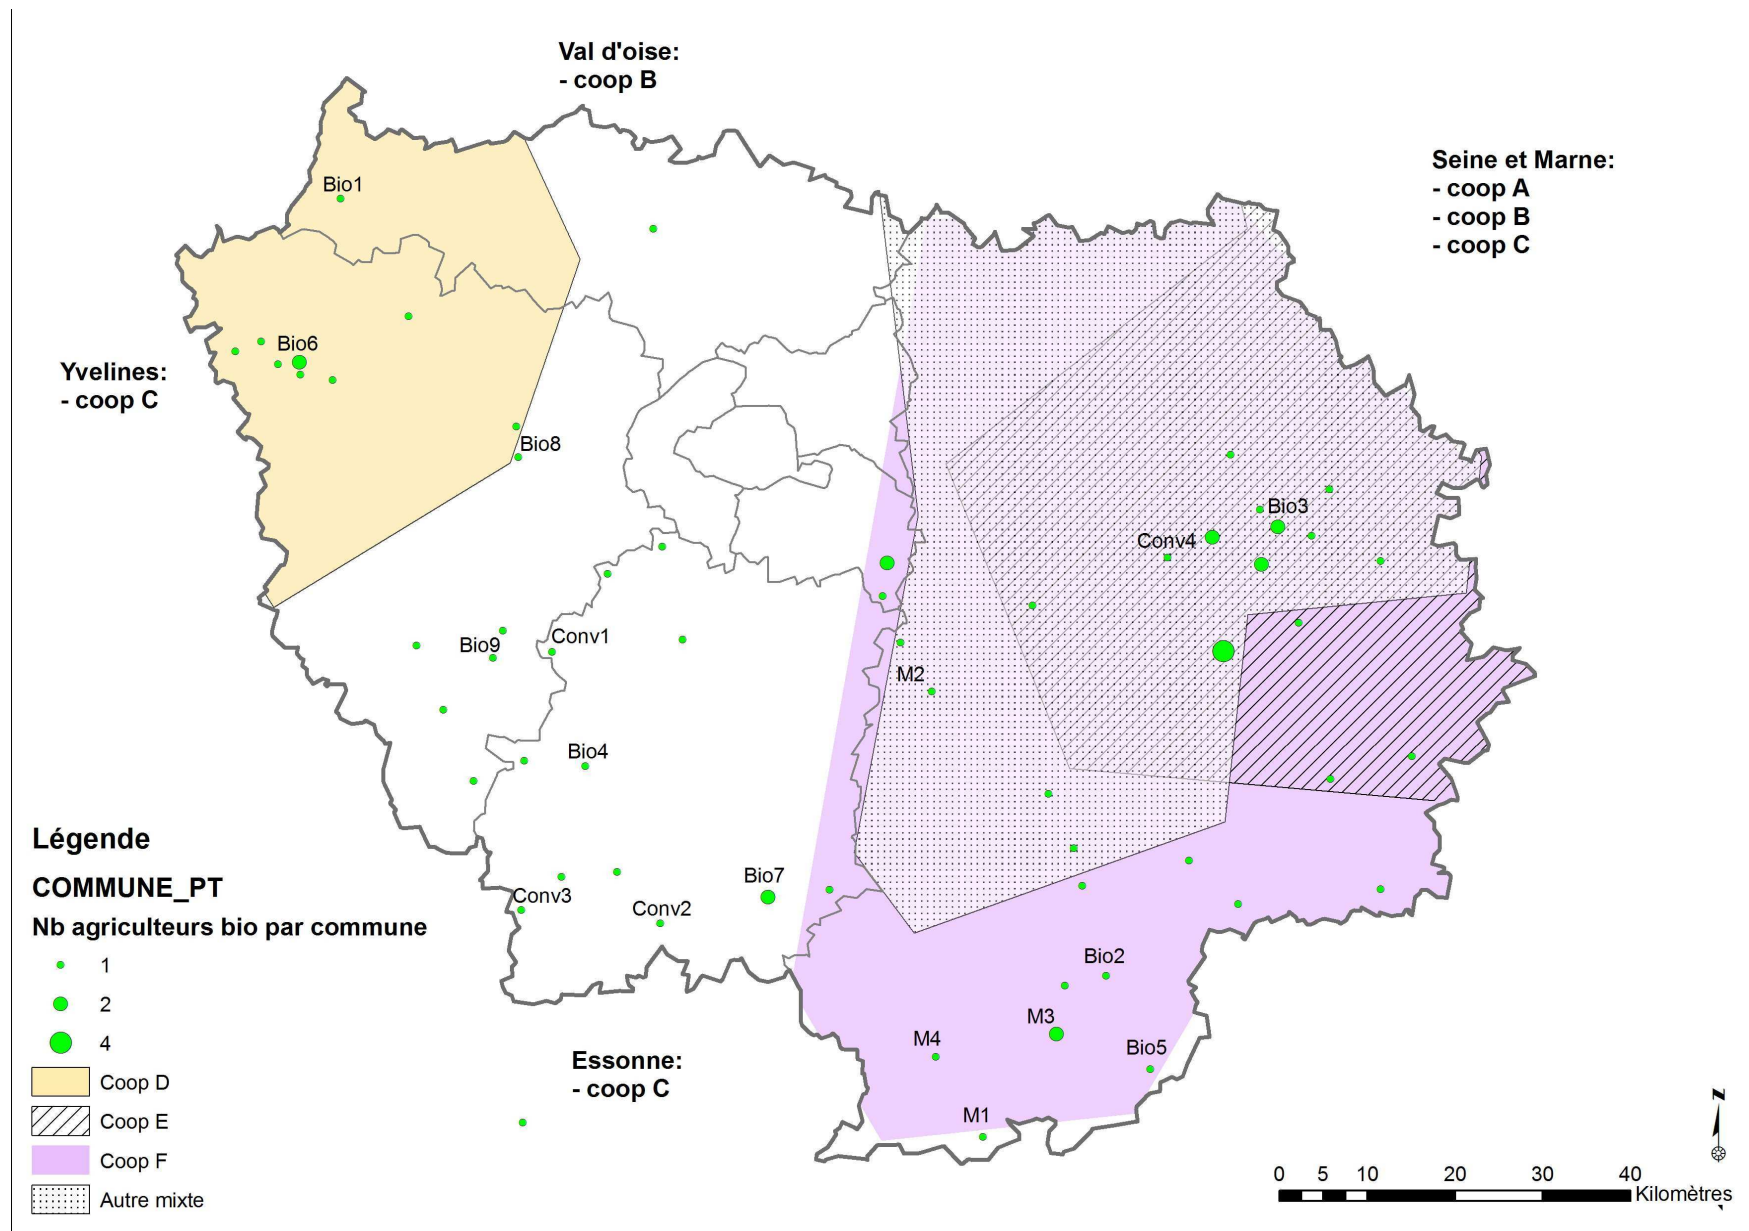 Val d'oise:
- coop B
Seine et Marne:
- coop A
- coop B
- coop C
Bio1
Bio6
Yvelines:
- coop C
Bio8
Bio3
Conv4
Bio9
Conv1
M2
Bio4
Légende
COMMUNE_PT
Nb agriculteurs bio par commune
1
2
4
Coop D
Coop E
Coop F
Autre mixte
Bio7
Conv3
Conv2
Bio2
M3
M4
Bio5
Essonne:
- coop C
M1
N
0 5 10 20 30 40
Kilomètres